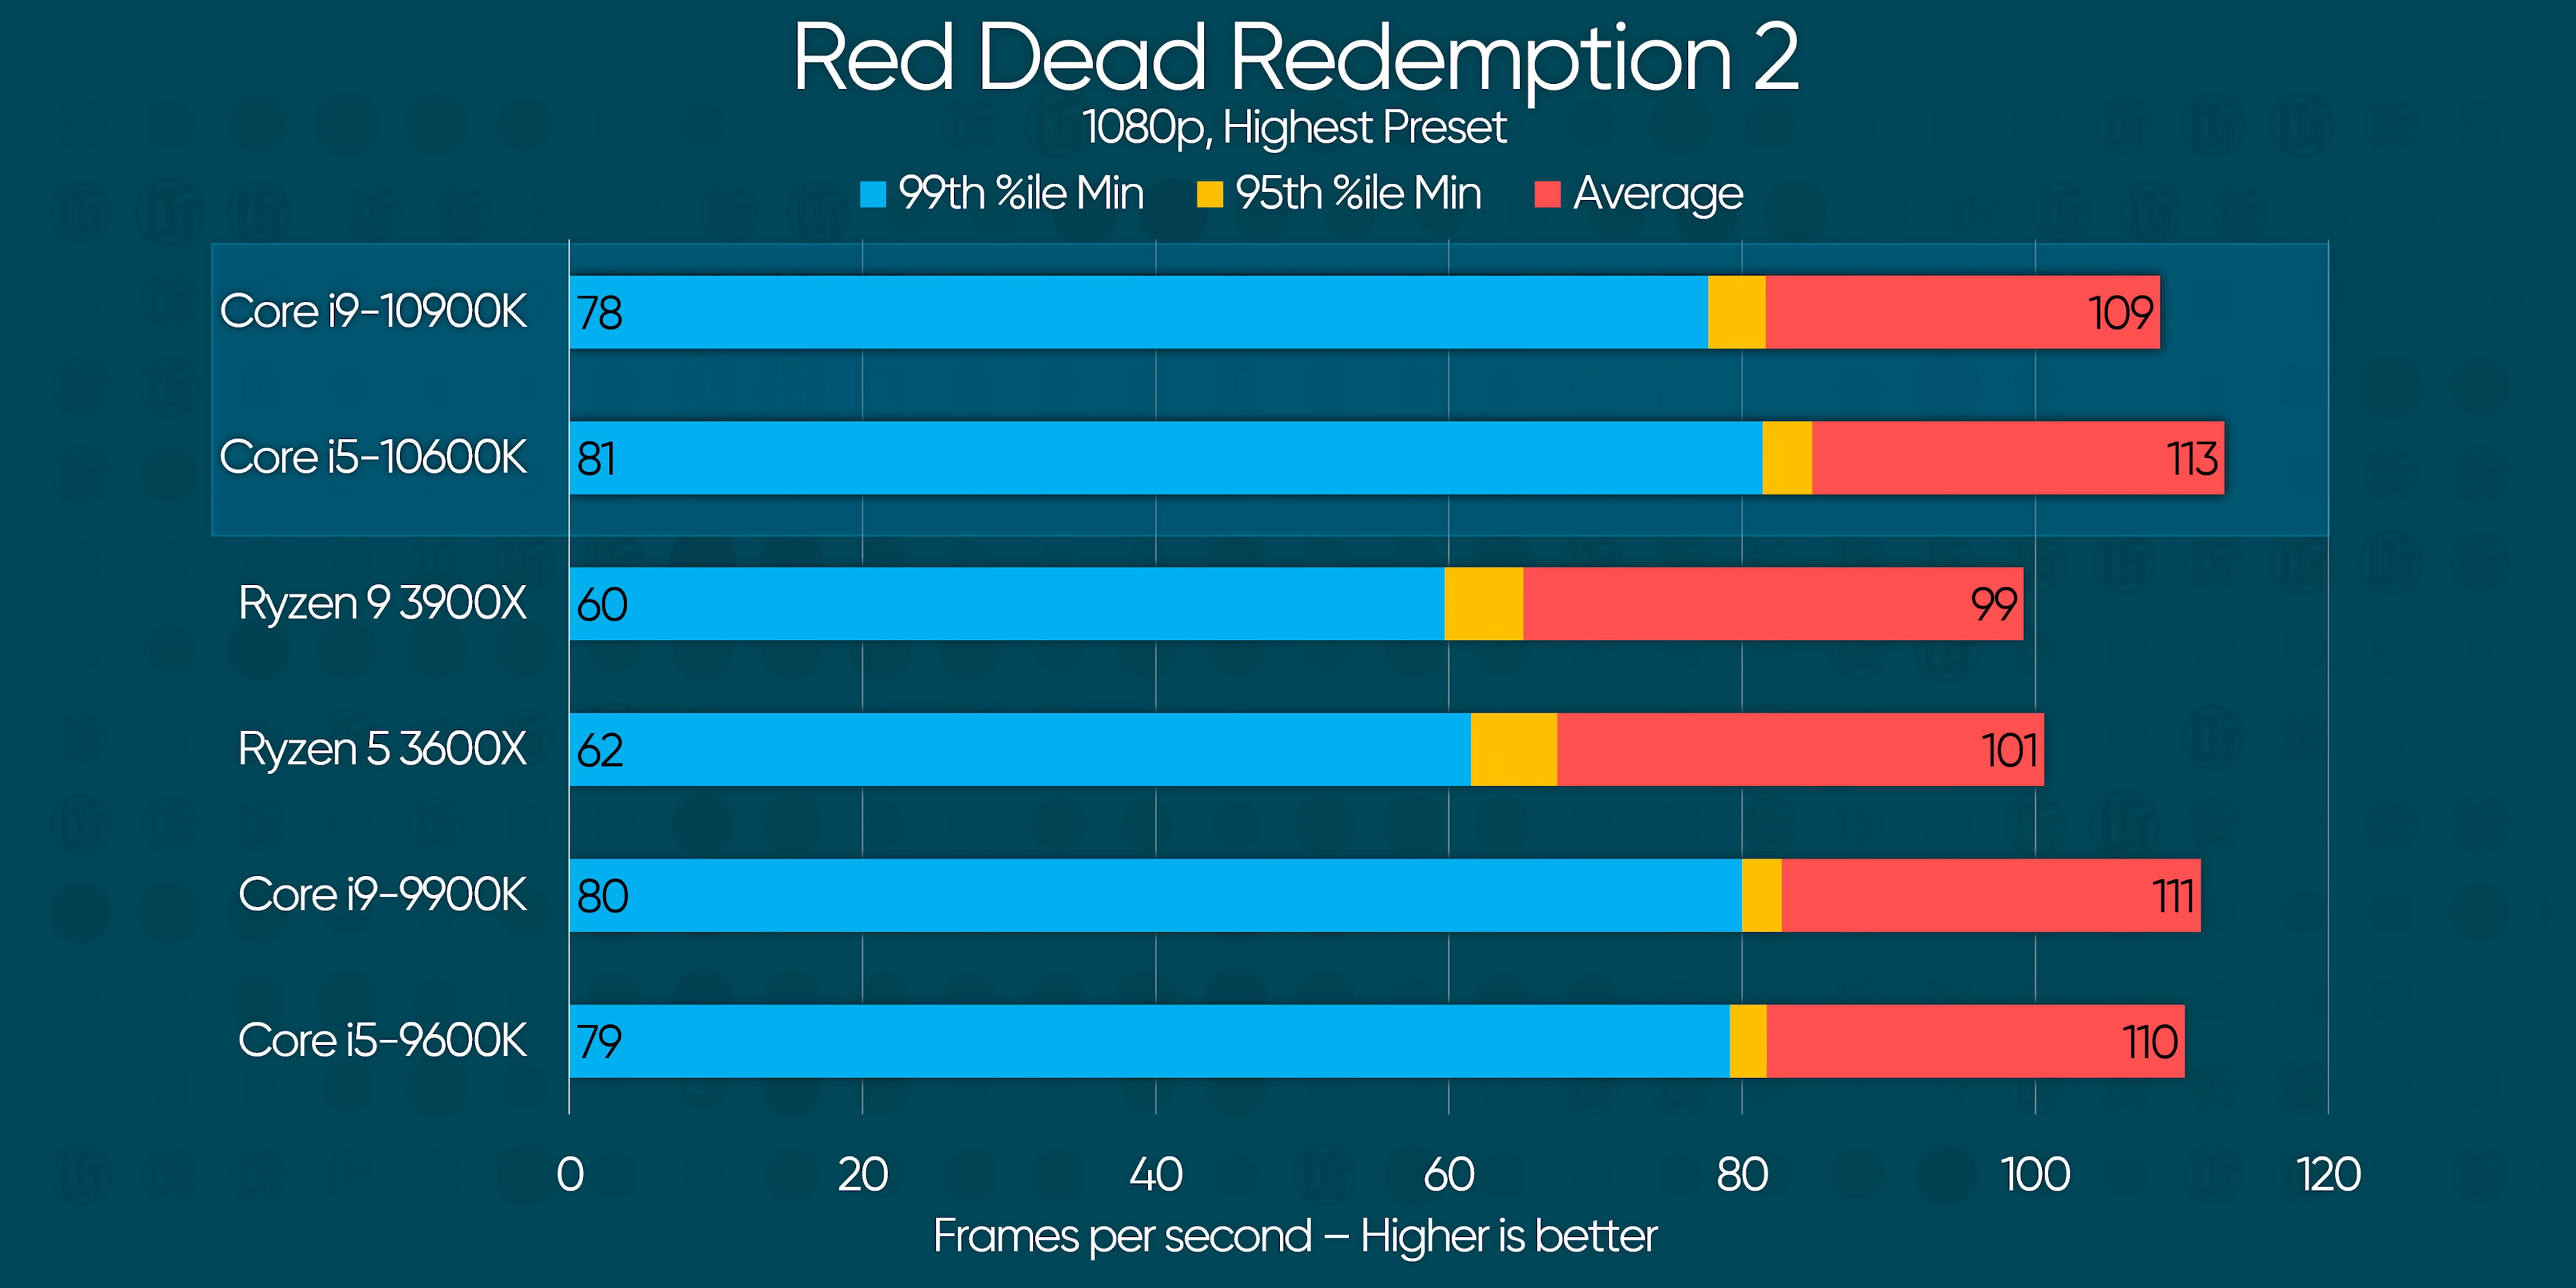 Red Dead Redemption 2
1080p, Highest Preset
99th %ile Min 95th %ile Min Average
Core i9-10900K 78 109
Core i5-10600K 81 113
Ryzen 9 3900X 60 99
Ryzen 5 3600X 62 101
Core i9-9900K 80 111
Core i5-9600K 79 110
0 20 40 60 80 100 120
Frames per second – Higher is better